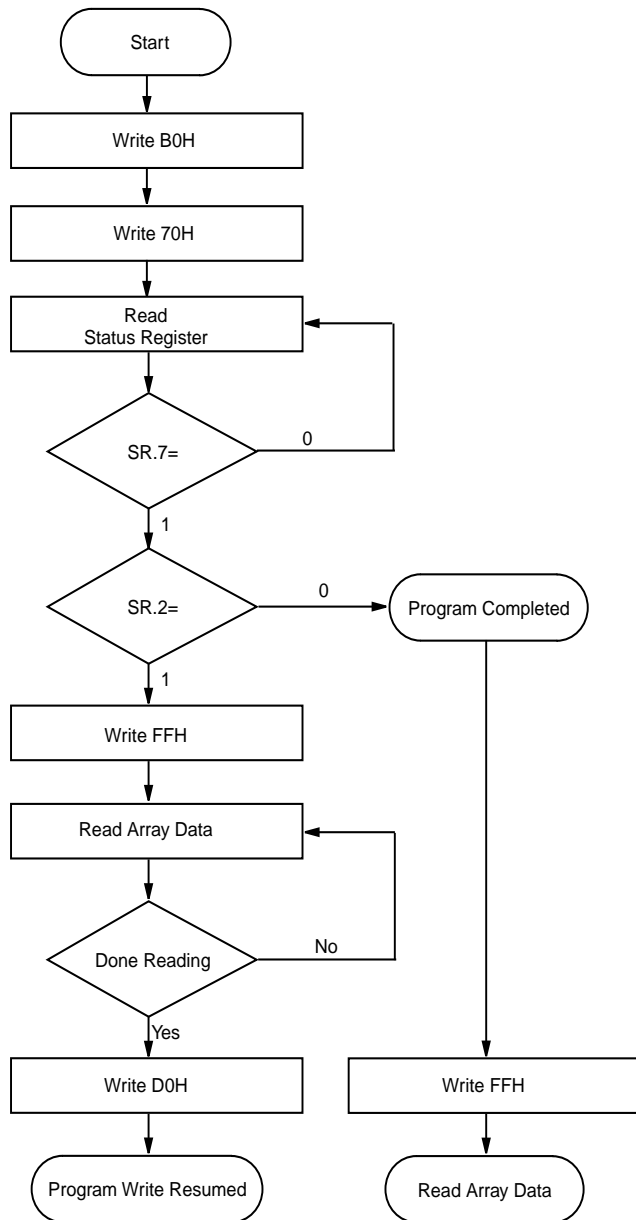 Start
Write B0H
Write 70H
Read
Status Register
SR.7=
0
1
SR.2=
0
Program Completed
1
Write FFH
Read Array Data
Done Reading
No
Yes
Write D0H
Write FFH
Program Write Resumed
Read Array Data